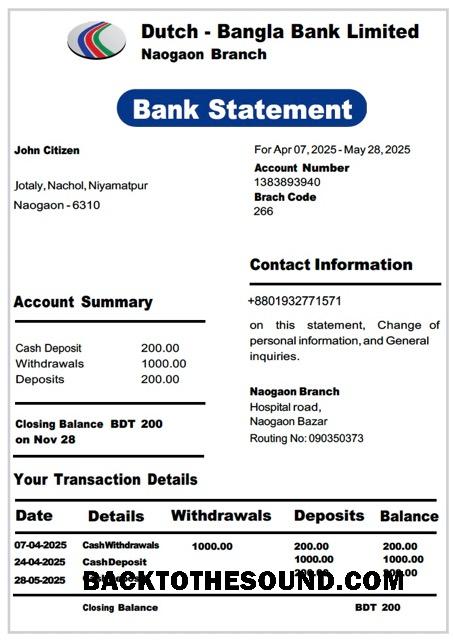 Dutch - Bangla Bank Limited
Naogaon Branch
Bank Statement
John Citizen
Jotaly, Nachol, Niyamatpur
Naogaon - 6310
For Apr 07, 2025 - May 28, 2025
Account Number
1383893940
Brach Code
266
Contact Information
+8801932771571
on this statement, Change of
personal information, and General
inquiries.
Naogaon Branch
Hospital road,
Naogaon Bazar
Routing No: 090350373
Account Summary
Cash Deposit 200.00
Withdrawals 1000.00
Deposits 200.00
Closing Balance BDT 200
on Nov 28
Your Transaction Details
Date Details Withdrawals Deposits Balance
07-04-2025 Cash Withdrawals 1000.00 200.00 200.00
24-04-2025 Cash Deposit 1000.00 1000.00
28-05-2025
BACKTOTHESOUND.COM
Closing Balance BDT 200